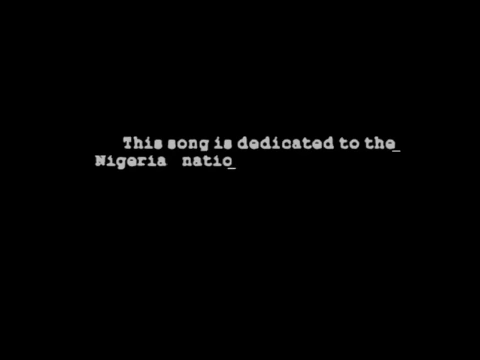 This song is dedicated to the_
Nigeria natio_